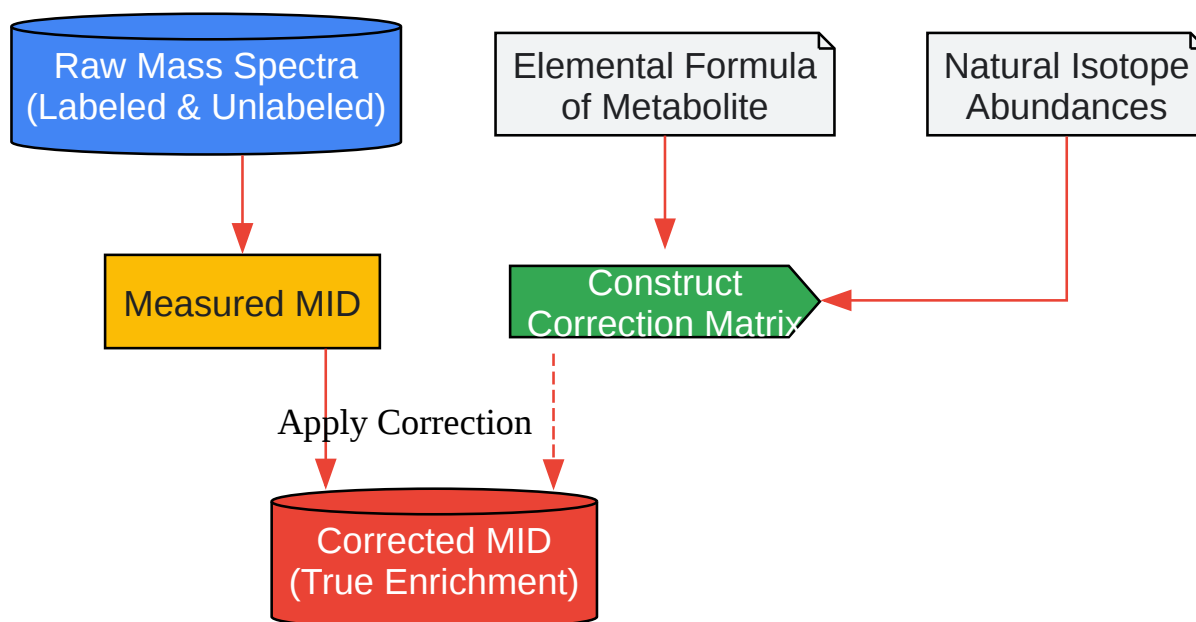 Raw Mass Spectra
(Labeled & Unlabeled)
Elemental Formula
of Metabolite
Natural Isotope
Abundances
Measured MID
Construct
Correction Matrix
Apply Correction
Corrected MID
(True Enrichment)